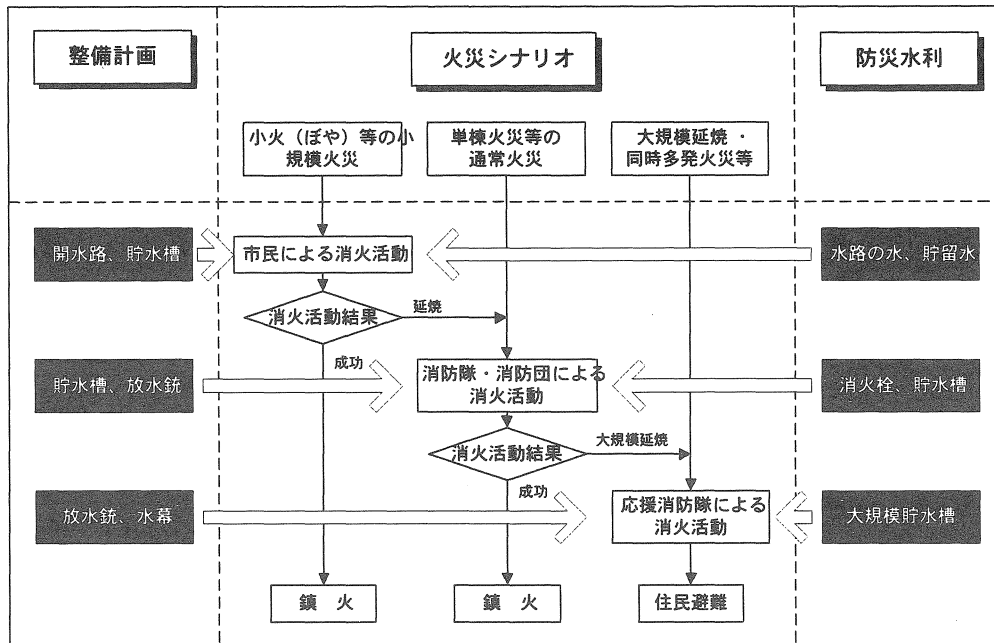 整備計画
火災シナリオ
防災水利
小火（ぼや）等の小
規模火災
単棟火災等の
通常火災
大規模延焼・
同時多発火災等
開水路、貯水槽
市民による消火活動
水路の水、貯留水
消火活動結果
延焼
成功
貯水槽、放水銃
消防隊・消防団による
消火活動
消火栓、貯水槽
消火活動結果
大規模延焼
成功
放水銃、水幕
応援消防隊による
消火活動
大規模貯水槽
鎮　火
鎮　火
住民避難